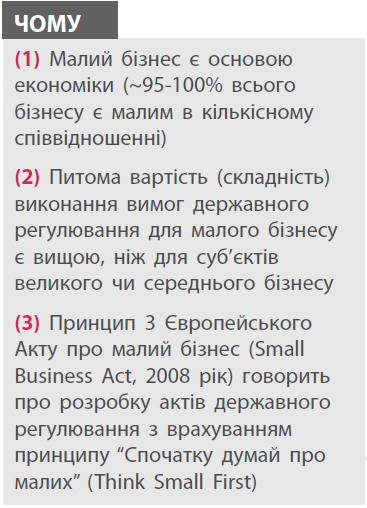 ЧОМУ
(1) Малий бізнес є основою
економіки (~95-100% всього
бізнесу є малим в кількісному
співвідношенні)
(2) Питома вартість (складність)
виконання вимог державного
регулювання для малого бізнесу
є вищою, ніж для суб’єктів
великого чи середнього бізнесу
(3) Принцип 3 Європейського
Акту про малий бізнес (Small
Business Act, 2008 рік) говорить
про розробку актів державного
регулювання з врахуванням
принципу “Спочатку думай про
малих” (Think Small First)